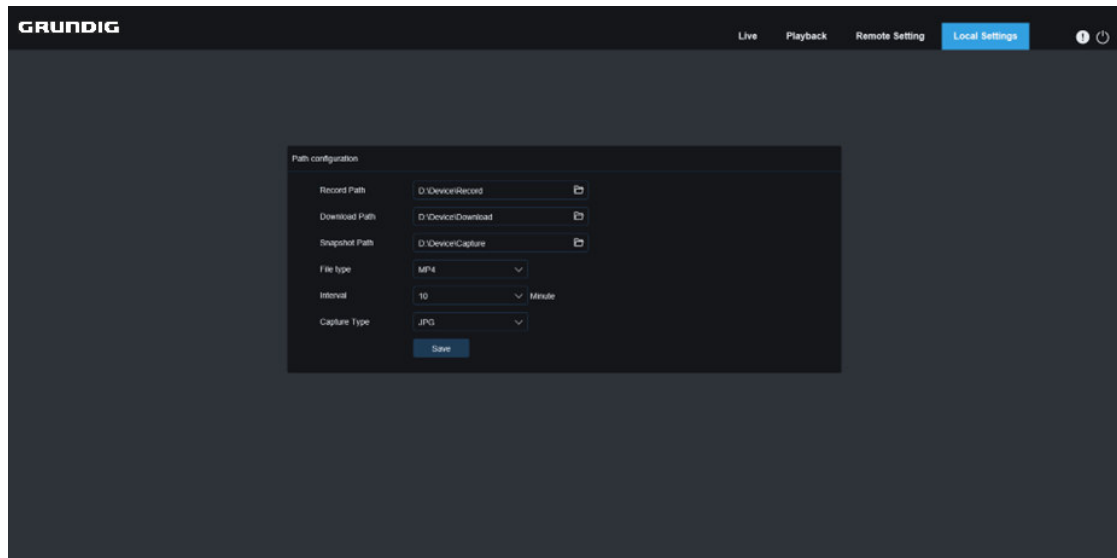 GRUNDIG
Live Playback Remote Setting Local Settings
Path configuration
Record Path D:\Device\Record
Download Path D:\Device\Download
Snapshot Path D:\Device\Capture
File type MP4
Interval 10 Minute
Capture Type JPG
Save